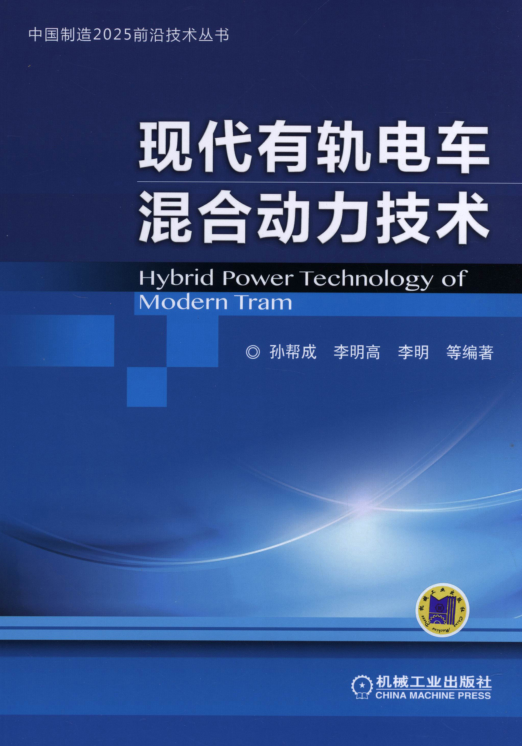 中国制造2025前沿技术丛书
现代有轨电车
混合动力技术
Hybrid Power Technology of
Modern Tram
◎ 孙帮成 李明高 李明 等编著
机械工业出版社
CHINA MACHINE PRESS